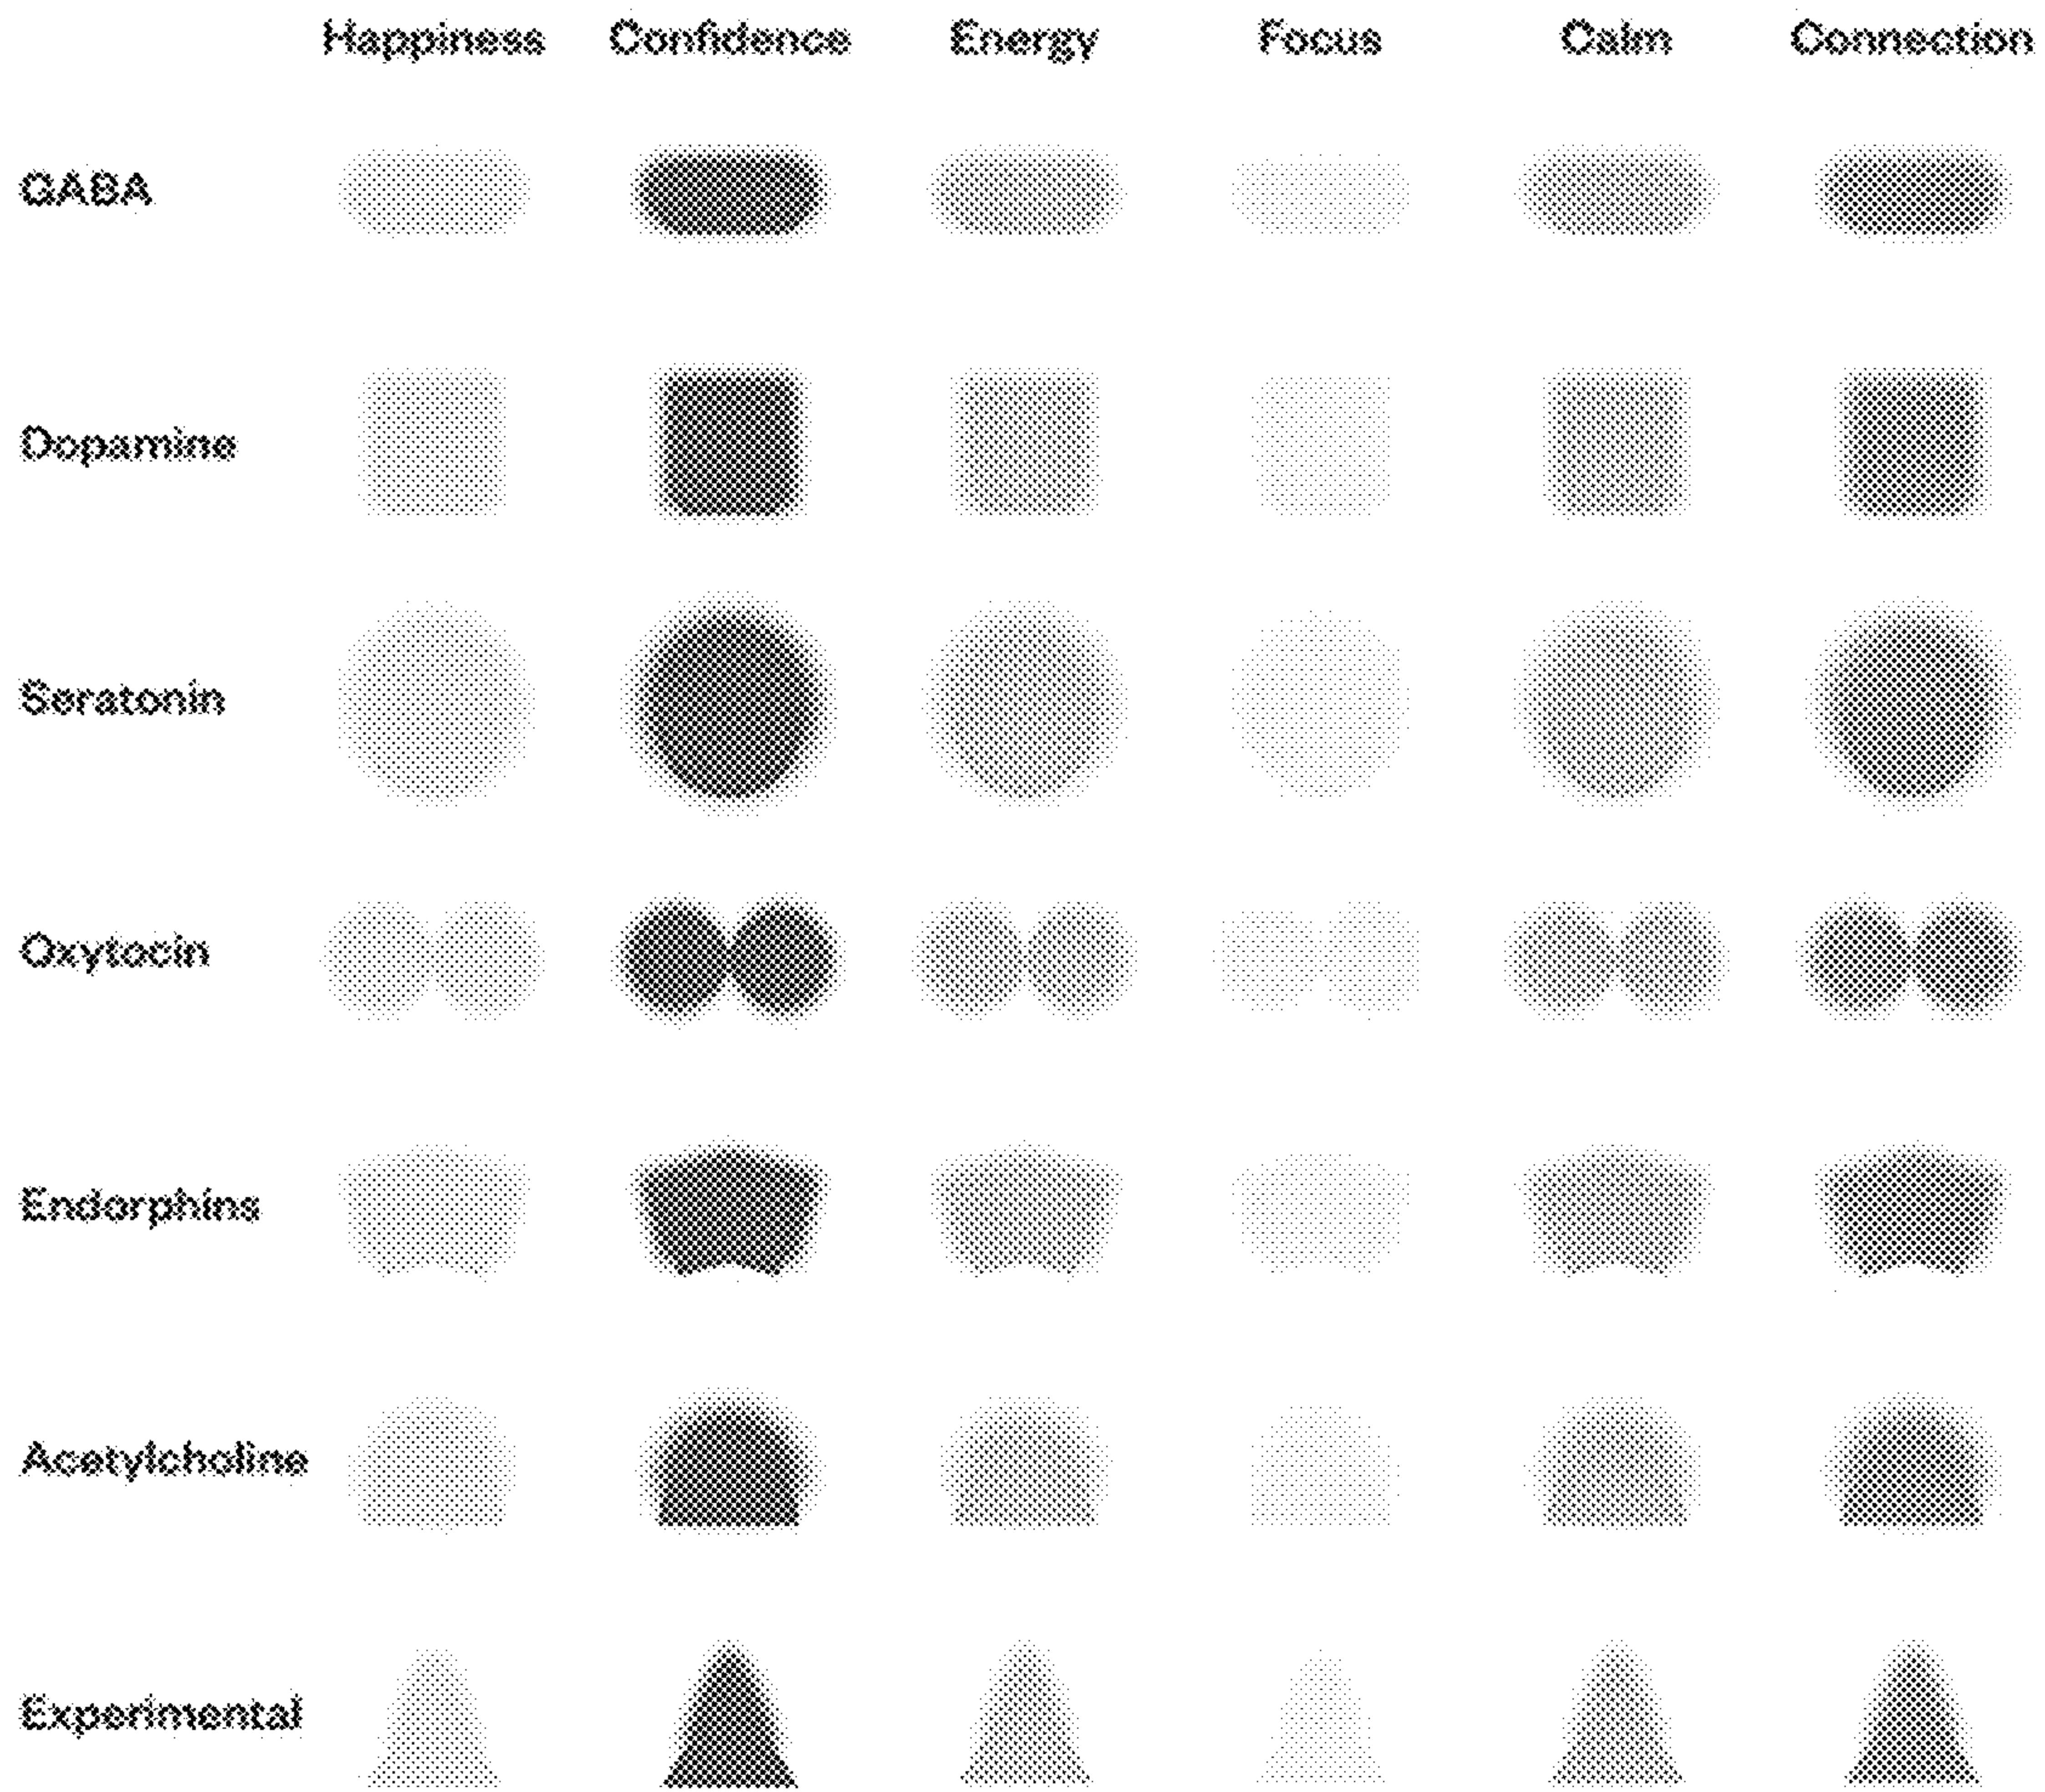 Happiness Confidence Energy Focus Calm Connection
GABA
Dopamine
Seratonin
Oxytocin
Endorphins
Acetylcholine
Experimental